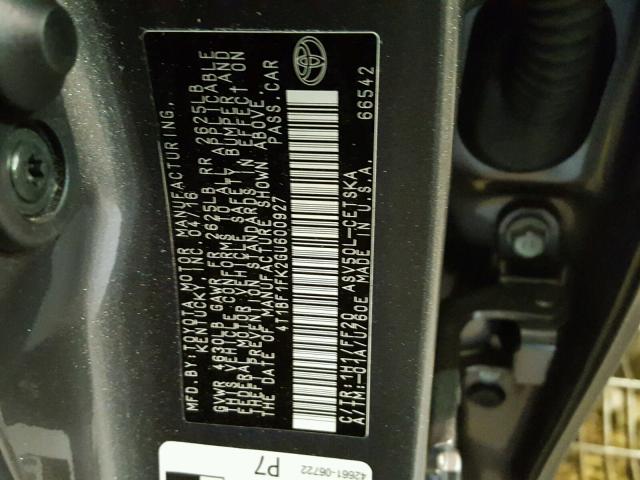 MFD. BY: TOYOTA MOTOR MANUFACTURING,
KENTUCKY, INC. 04/16
GVWR 4630LB GAWR FR 2625LB RR 2625LB
THIS VEHICLE CONFORMS TO ALL APPLICABLE
FEDERAL MOTOR VEHICLE SAFETY BUMPER AND
THEFT PREVENTION STANDARDS IN EFFECT ON
THE DATE OF MANUFACTURE SHOWN ABOVE.
4T1BF1FK2GU600927 PASS. CAR
C/TR: 1H1/FF20 ASV50L-CETSKA 66542
A/TM: -01A/U760E MADE IN U.S.A.
42661-06722
P7